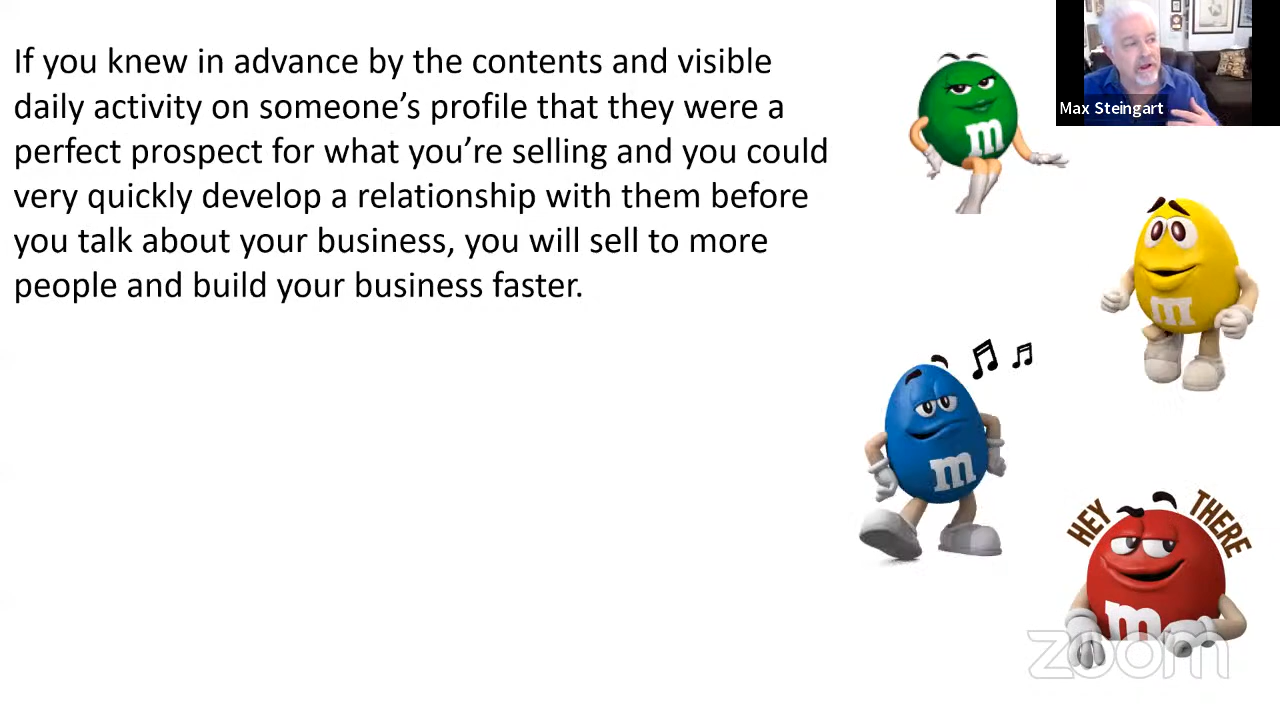 If you knew in advance by the contents and visible
daily activity on someone’s profile that they were a
perfect prospect for what you’re selling and you could
very quickly develop a relationship with them before
you talk about your business, you will sell to more
people and build your business faster.
Max Steingart
m
m
m
HEY THERE
m
zoom